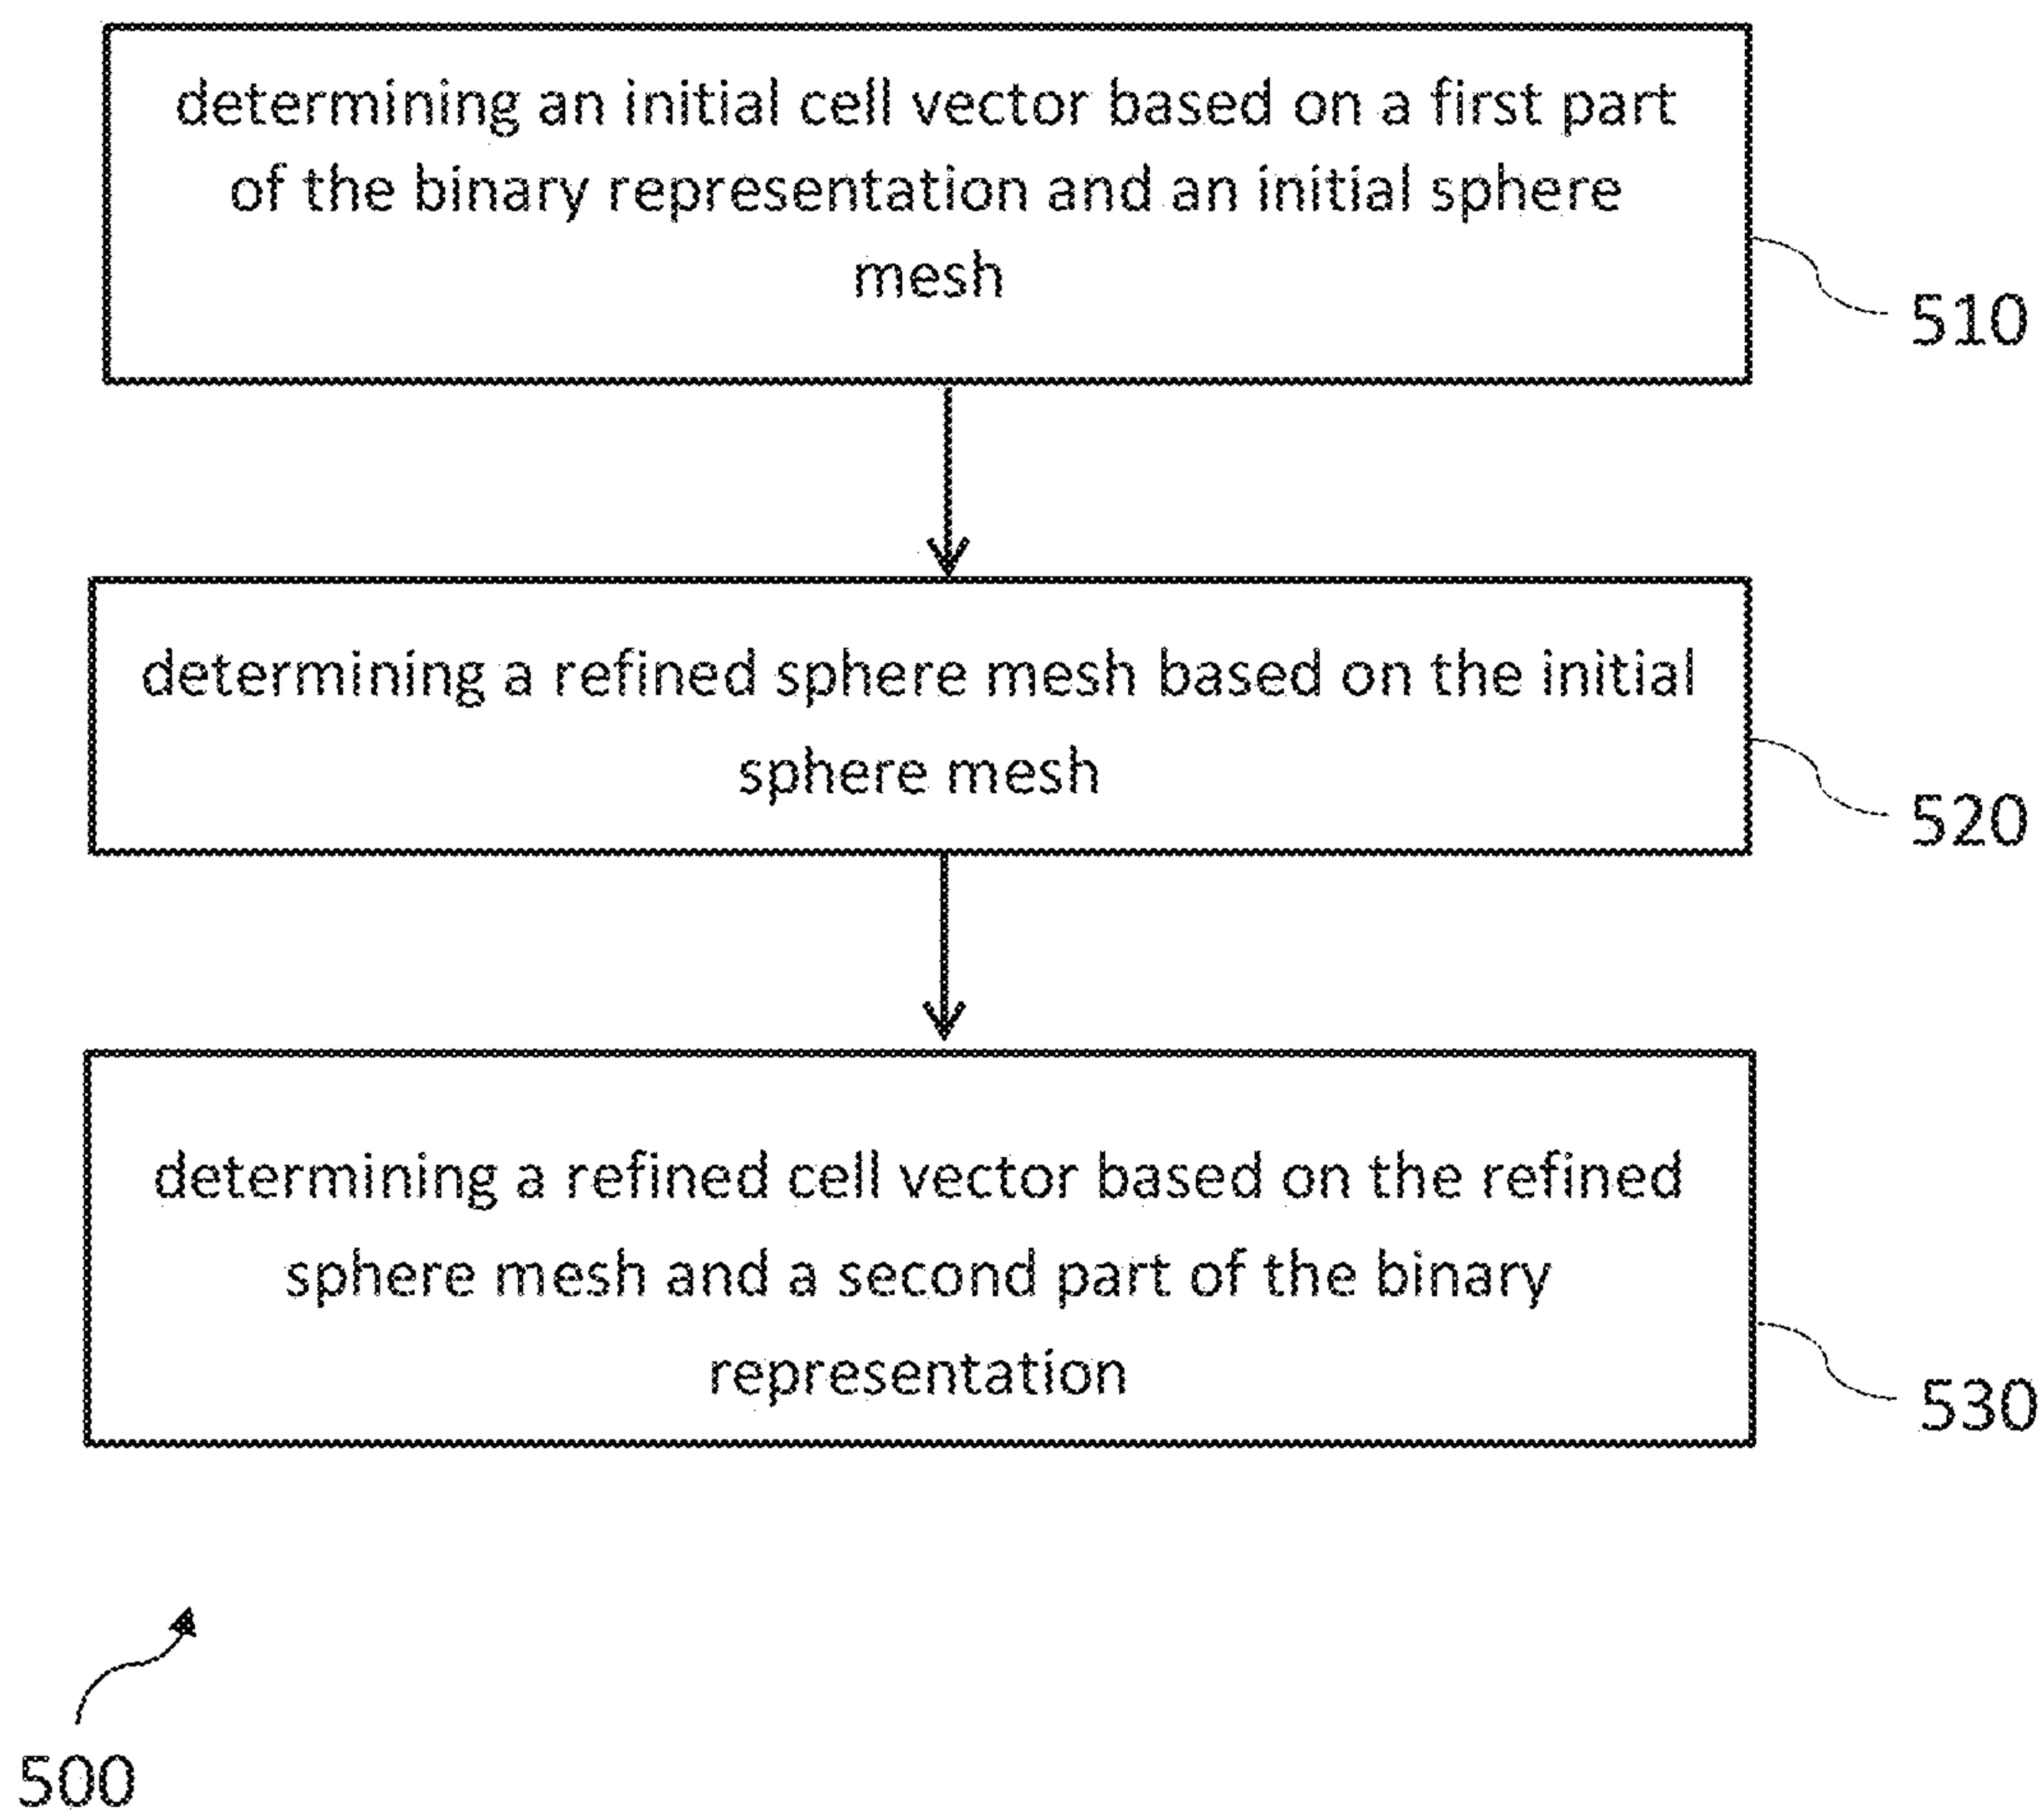 determining an initial cell vector based on a first part
of the binary representation and an initial sphere
mesh
510
determining a refined sphere mesh based on the initial
sphere mesh
520
determining a refined cell vector based on the refined
sphere mesh and a second part of the binary
representation
530
500